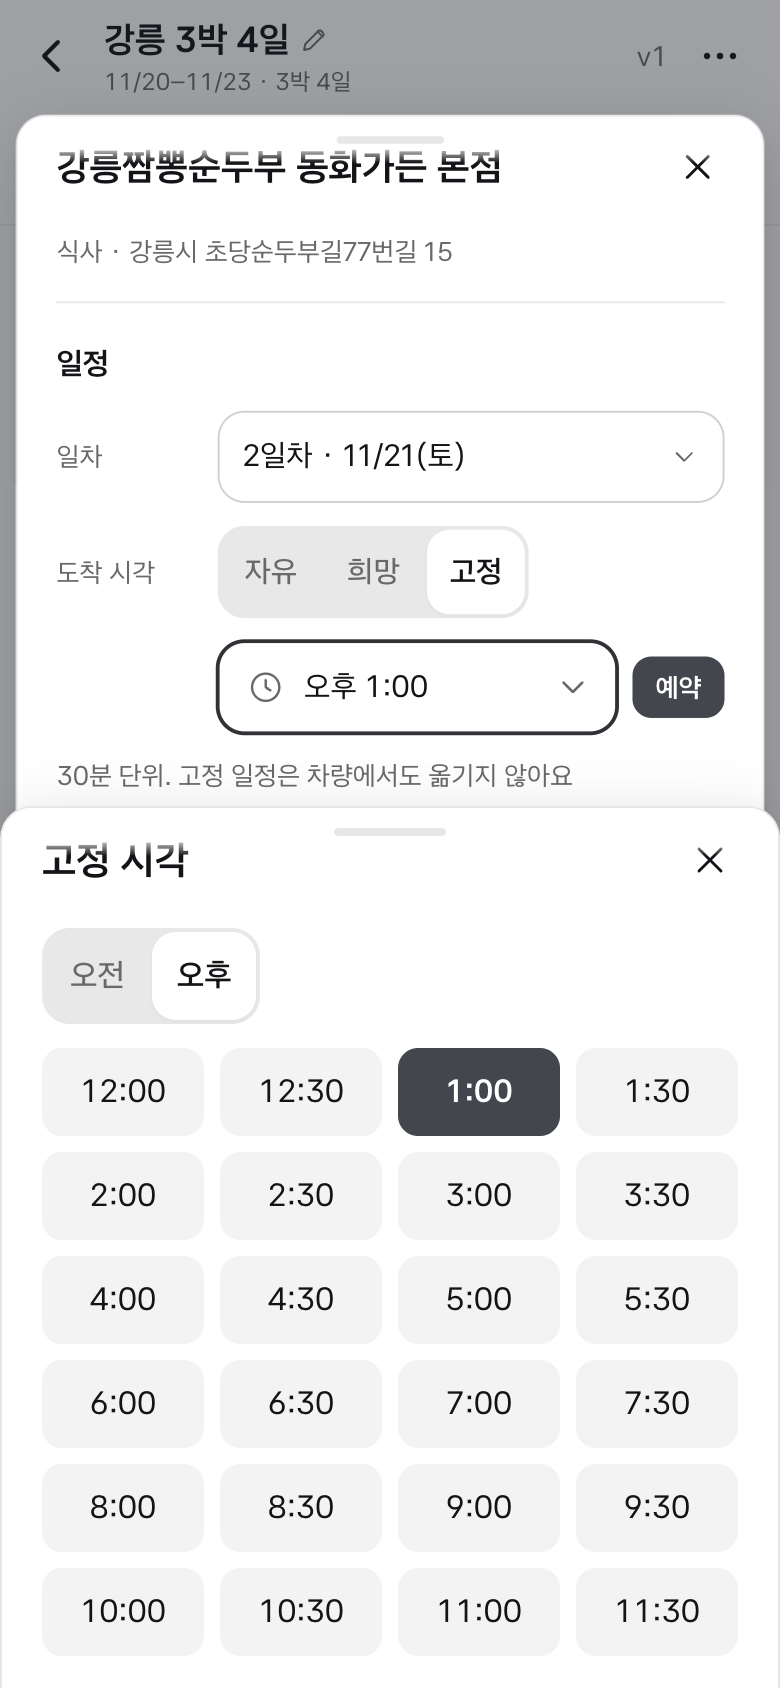 강릉 3박 4일
v1
11/20–11/23 · 3박 4일
강릉짬뽕순두부 동화가든 본점
식사 · 강릉시 초당순두부길77번길 15
일정
일차
2일차 · 11/21(토)
도착 시각
자유 희망 고정
오후 1:00
예약
30분 단위. 고정 일정은 차량에서도 옮기지 않아요
고정 시각
오전 오후
12:00 12:30 1:00 1:30
2:00 2:30 3:00 3:30
4:00 4:30 5:00 5:30
6:00 6:30 7:00 7:30
8:00 8:30 9:00 9:30
10:00 10:30 11:00 11:30